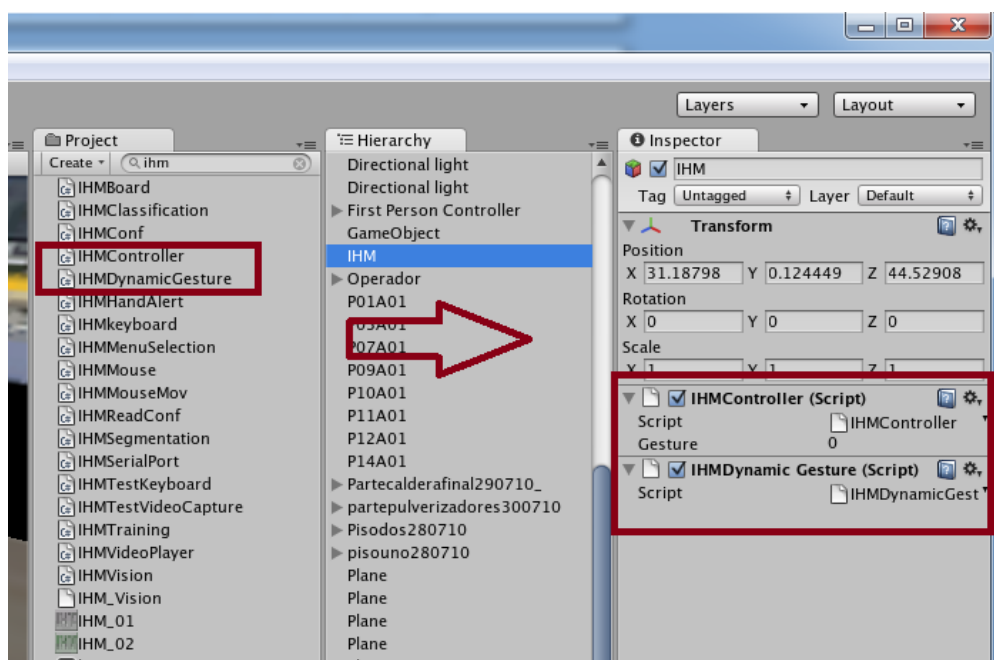 Layers
Layout
Project
Create
ihm
IHMBoard
IHMClassification
IHMConf
IHMController
IHMDynamicGesture
IHMHandAlert
IHMkeyboard
IHMMenuSelection
IHMMouse
IHMMouseMov
IHMReadConf
IHMSegmentation
IHMSerialPort
IHMTestKeyboard
IHMTestVideoCapture
IHMTraining
IHMVideoPlayer
IHMVision
IHM_Vision
IHM_01
IHM_02
Hierarchy
Directional light
Directional light
First Person Controller
GameObject
IHM
Operador
P01A01
P07A01
P09A01
P10A01
P11A01
P12A01
P14A01
Partecalderafinal290710_
partepulverizadores300710
Pisodos280710
pisouno280710
Plane
Plane
Plane
Plane
Inspector
IHM
Tag Untagged Layer Default
Transform
Position
X 31.18798 Y 0.124449 Z 44.52908
Rotation
X 0 Y 0 Z 0
Scale
X 1 Y 1 Z 1
IHMController (Script)
Script IHMController
Gesture 0
IHMDynamic Gesture (Script)
Script IHMDynamicGest